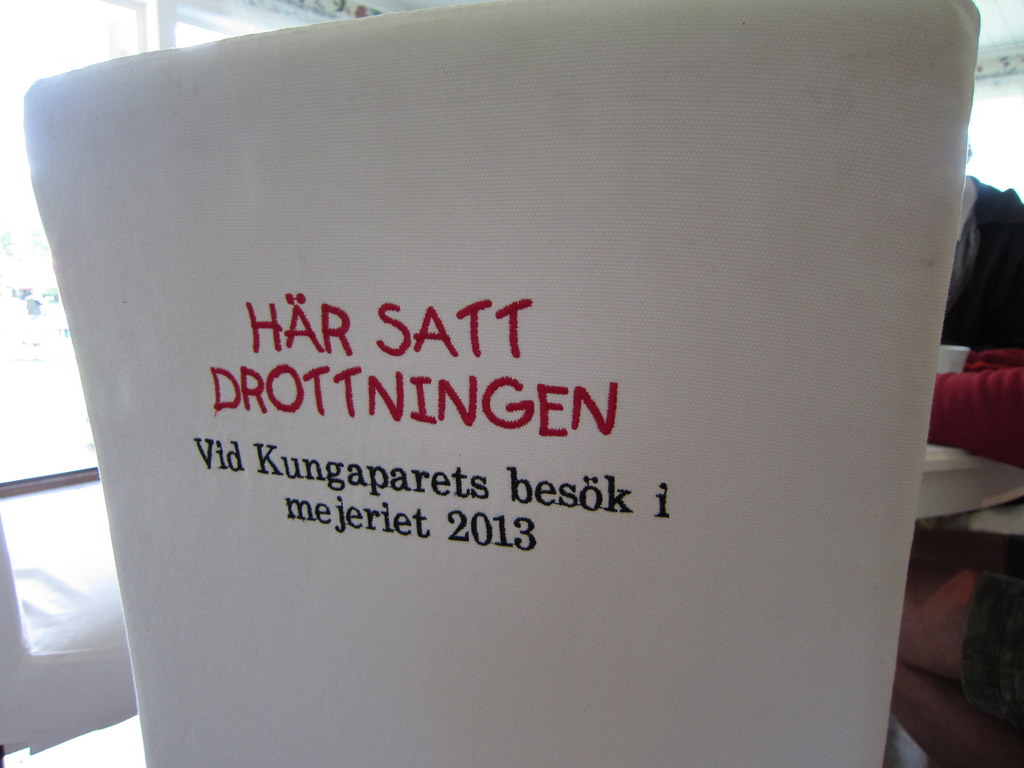 HÄR SATT
DROTTNINGEN
Vid Kungaparets besök i
mejeriet 2013